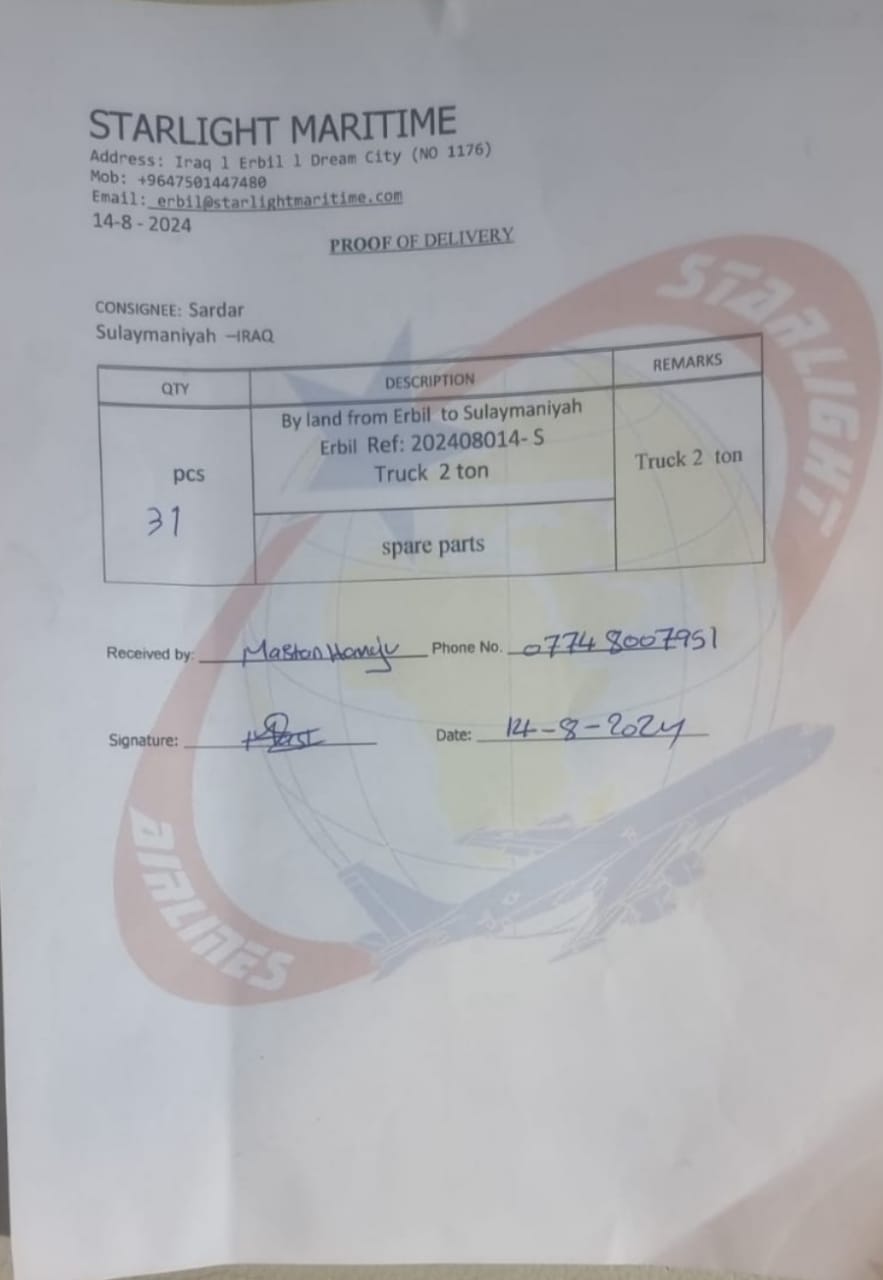 STARLIGHT MARITIME
Address: Iraq l Erbil l Dream City (NO 1176)
Mob: +9647501447480
Email: erbil@starlightmaritime.com
14-8 - 2024
PROOF OF DELIVERY
CONSIGNEE: Sardar
Sulaymaniyah –IRAQ
QTY DESCRIPTION REMARKS
By land from Erbil to Sulaymaniyah
Erbil Ref: 202408014- S
Truck 2 ton
pcs
31
Truck 2 ton
spare parts
Received by: Phone No. 0774 8007951
Signature: Date: 14-8-2024
STARLIGHT
AIRLINES